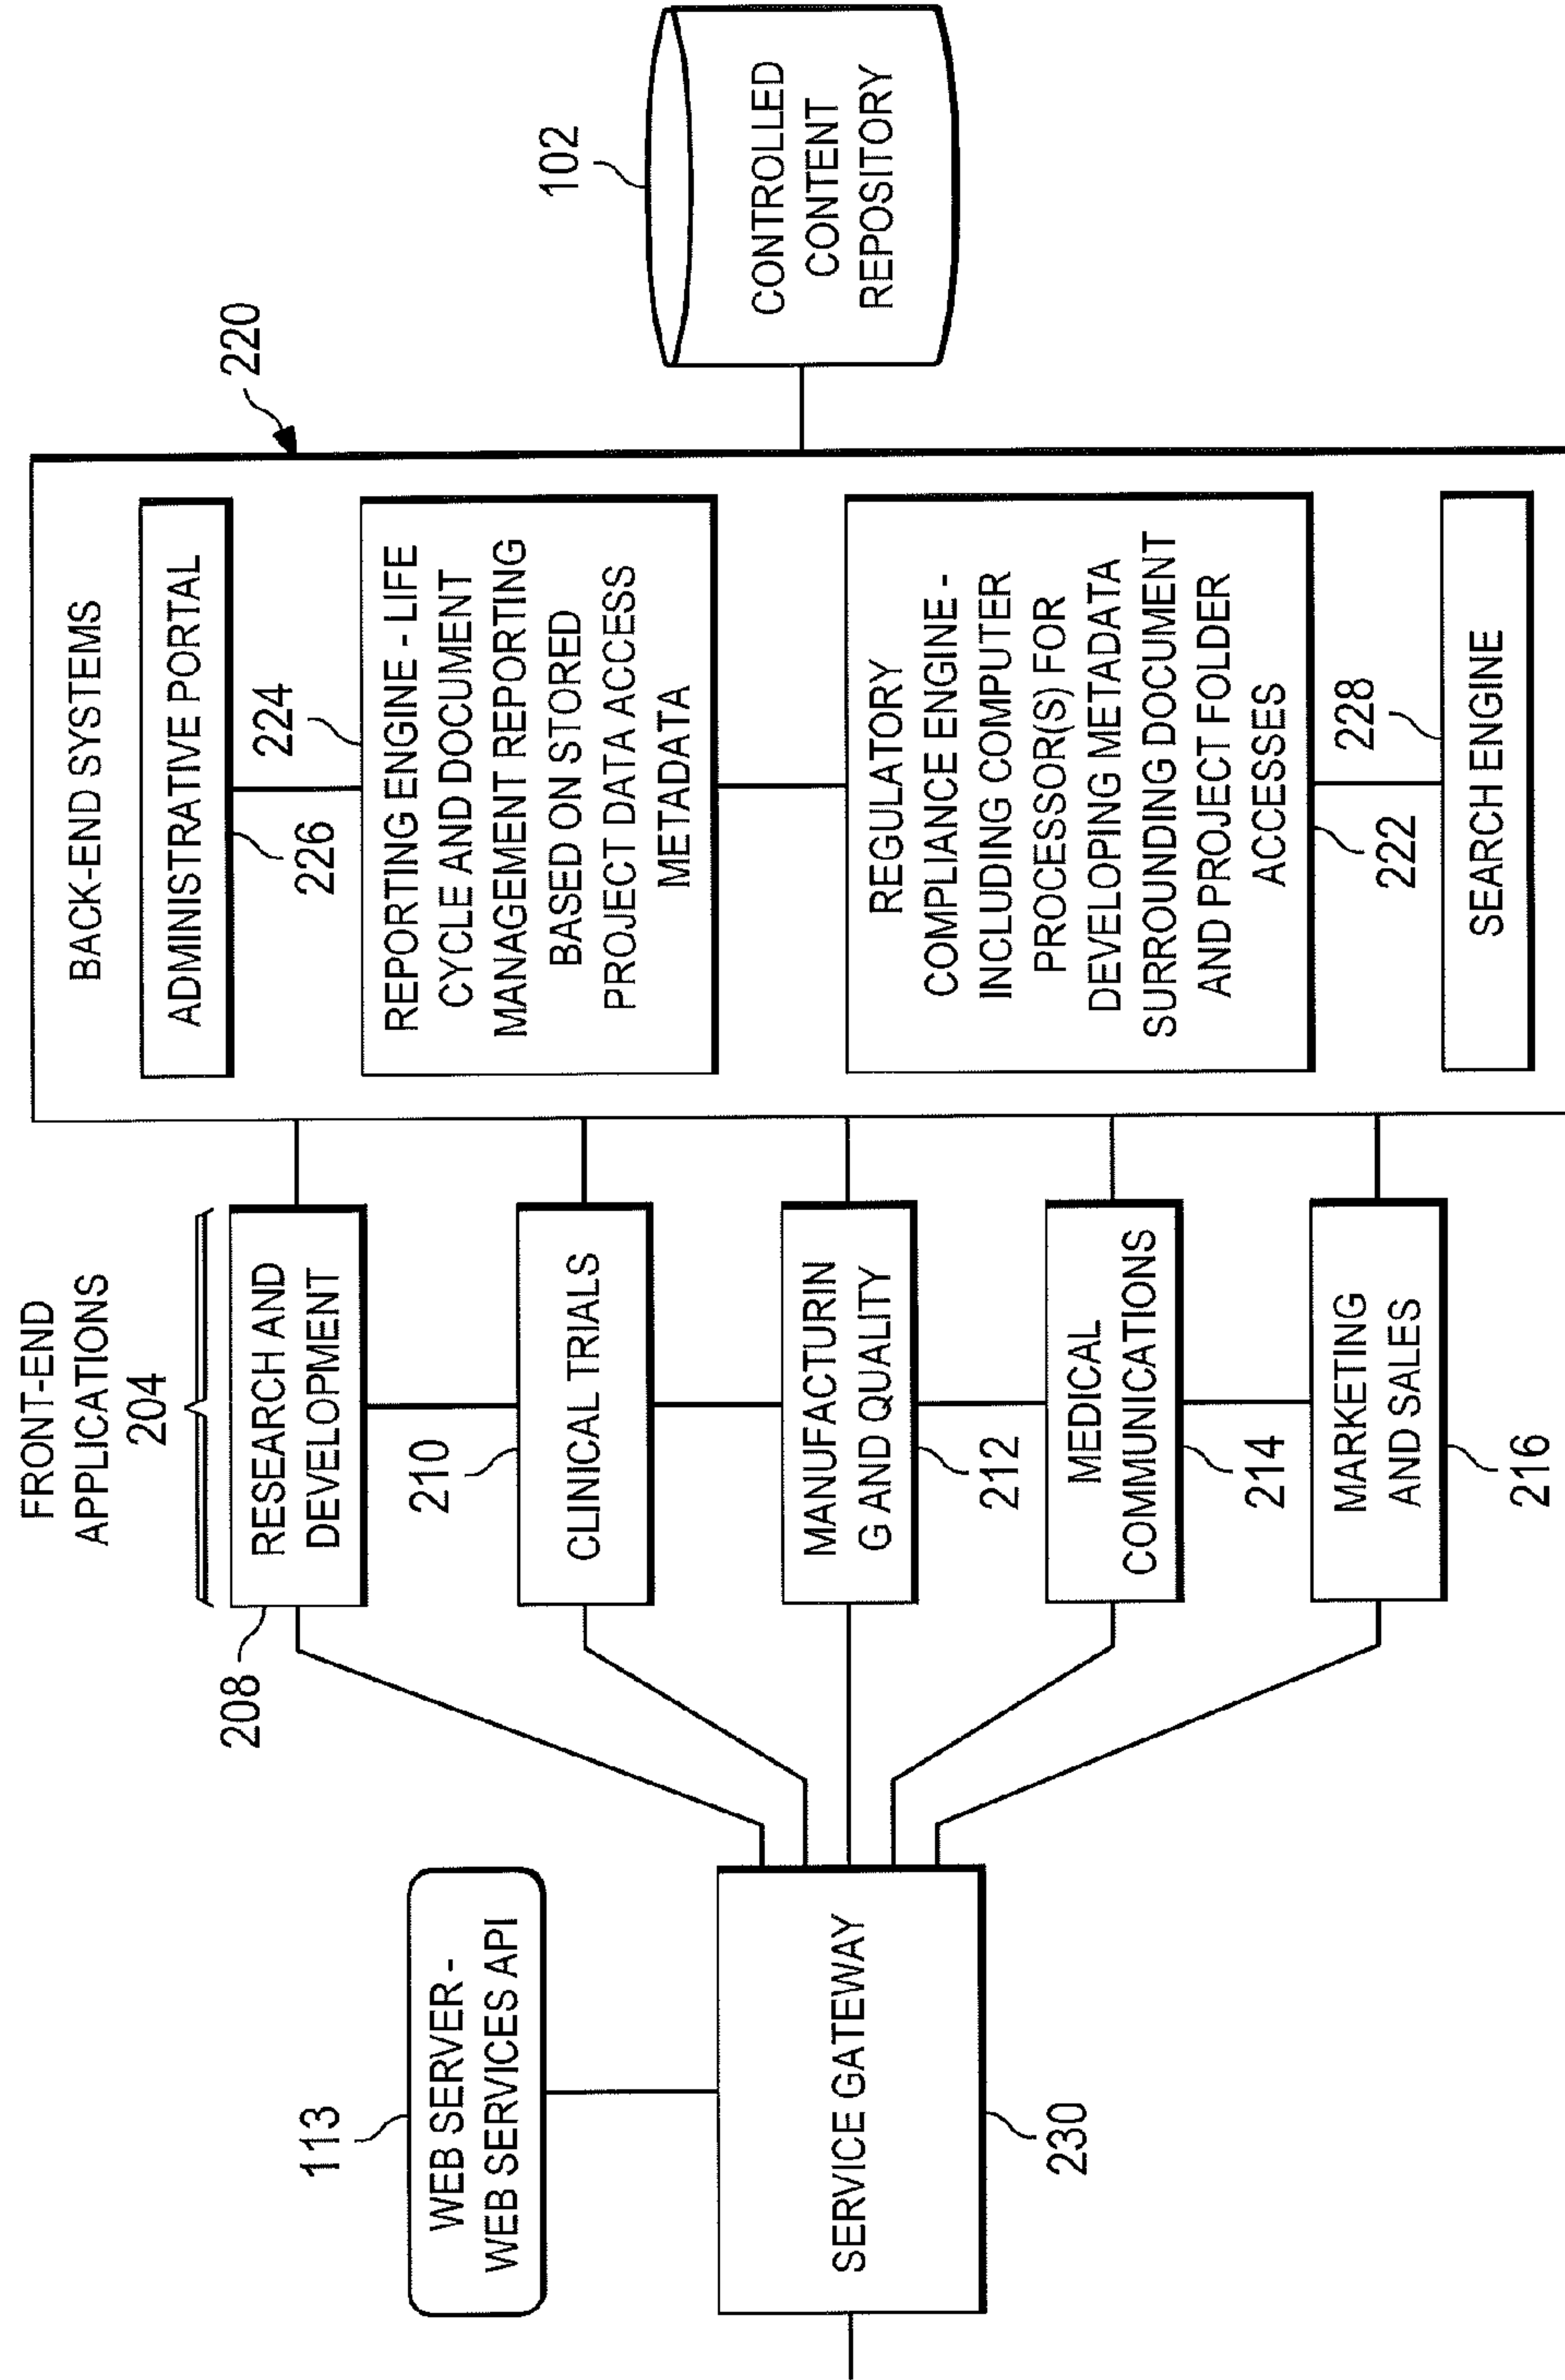 FRONT-END
APPLICATIONS
204
BACK-END SYSTEMS
220
113
WEB SERVER -
WEB SERVICES API
SERVICE GATEWAY
230
208
RESEARCH AND
DEVELOPMENT
210
CLINICAL TRIALS
MANUFACTURIN
G AND QUALITY
212
MEDICAL
COMMUNICATIONS
214
MARKETING
AND SALES
216
ADMINISTRATIVE PORTAL
226
224
REPORTING ENGINE - LIFE
CYCLE AND DOCUMENT
MANAGEMENT REPORTING
BASED ON STORED
PROJECT DATA ACCESS
METADATA
REGULATORY
COMPLIANCE ENGINE -
INCLUDING COMPUTER
PROCESSOR(S) FOR
DEVELOPING METADATA
SURROUNDING DOCUMENT
AND PROJECT FOLDER
ACCESSES
222
228
SEARCH ENGINE
102
CONTROLLED
CONTENT
REPOSITORY